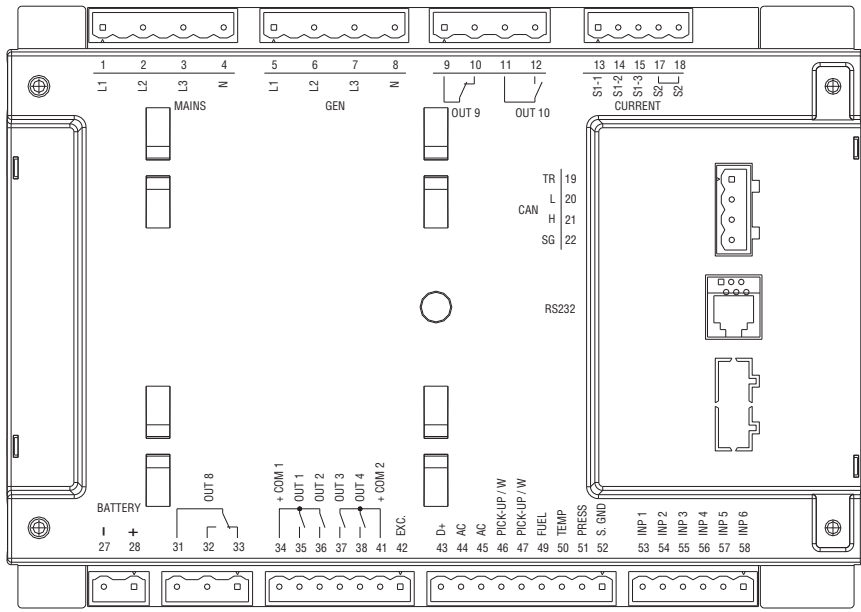 1 2 3 4
L1 L2 L3 N
MAINS
5 6 7 8
L1 L2 L3 N
GEN
9 10 11 12
OUT 9 OUT 10
13 14 15 17 18
S1-1 S1-2 S1-3 S2 S2
CURRENT
TR 19
L 20
CAN
H 21
SG 22
RS232
BATTERY
– +
27 28
OUT 8
31 32 33
+ COM 1 OUT 1 OUT 2 OUT 3 OUT 4 + COM 2 EXC.
34 35 36 37 38 41 42
D+ AC AC PICK-UP / W PICK-UP / W FUEL TEMP PRESS S. GND
43 44 45 46 47 49 50 51 52
INP 1 INP 2 INP 3 INP 4 INP 5 INP 6
53 54 55 56 57 58